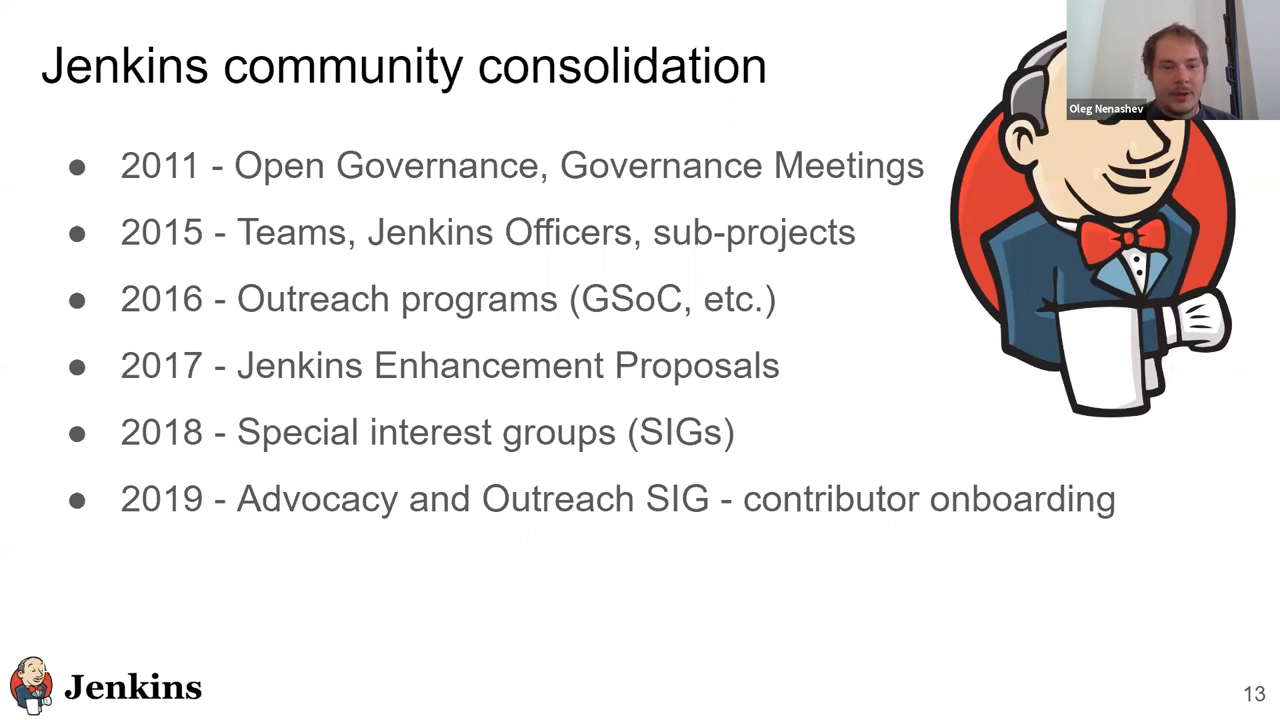 Jenkins community consolidation
Oleg Nenashev
● 2011 - Open Governance, Governance Meetings
● 2015 - Teams, Jenkins Officers, sub-projects
● 2016 - Outreach programs (GSoC, etc.)
● 2017 - Jenkins Enhancement Proposals
● 2018 - Special interest groups (SIGs)
● 2019 - Advocacy and Outreach SIG - contributor onboarding
Jenkins
13